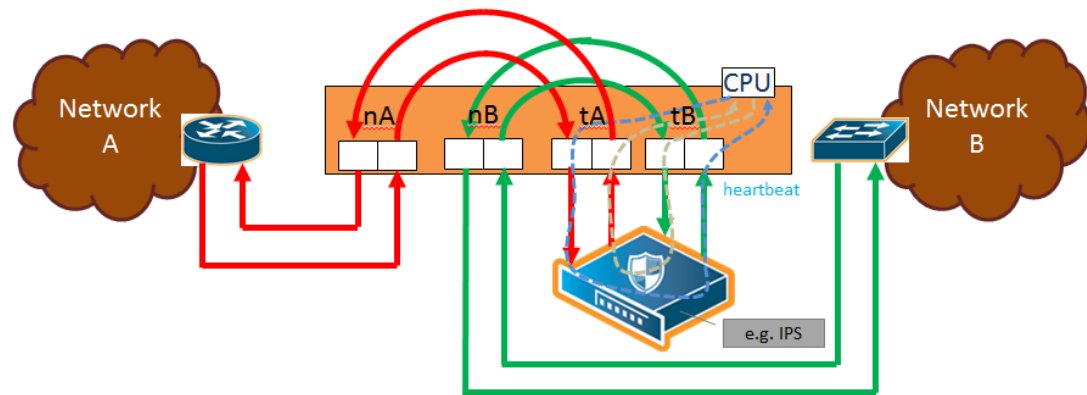 Network
A
nA
nB
tA
tB
CPU
Network
B
heartbeat
e.g. IPS